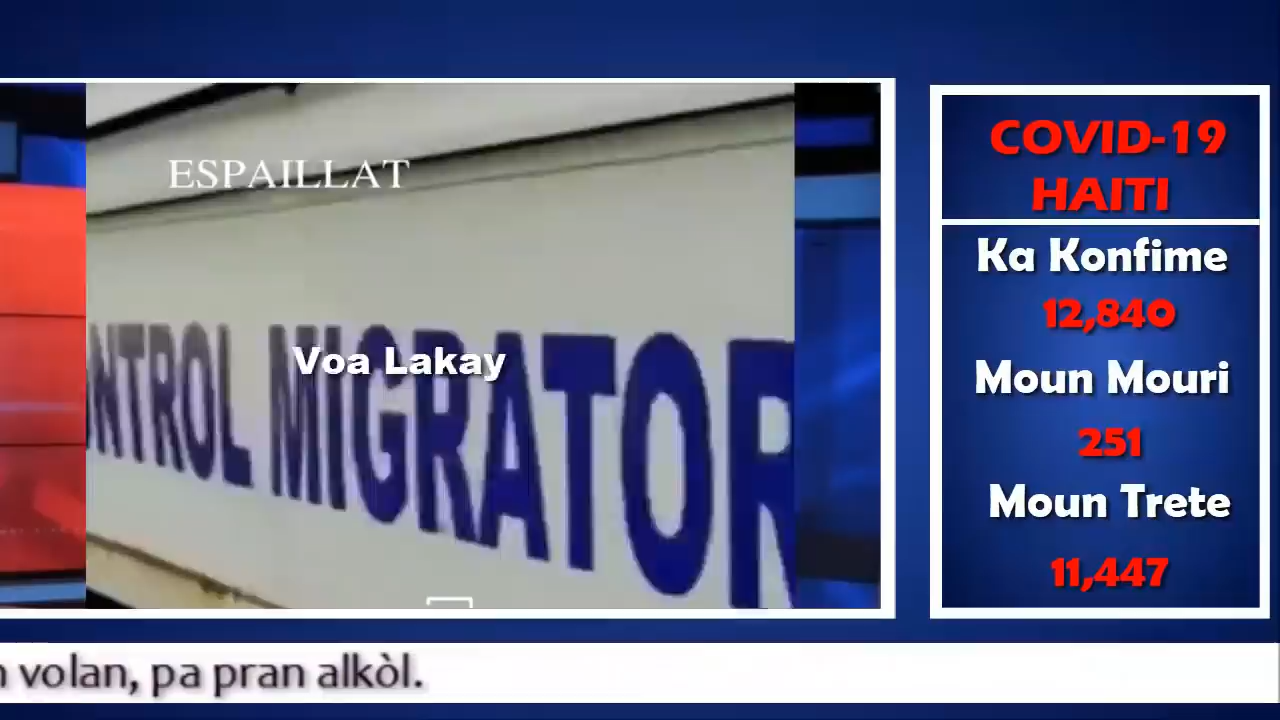 ESPAILLAT
NTROL MIGRATOR
Voa Lakay
COVID-19
HAITI
Ka Konfime
12,840
Moun Mouri
251
Moun Trete
11,447
volan, pa pran alkòl.